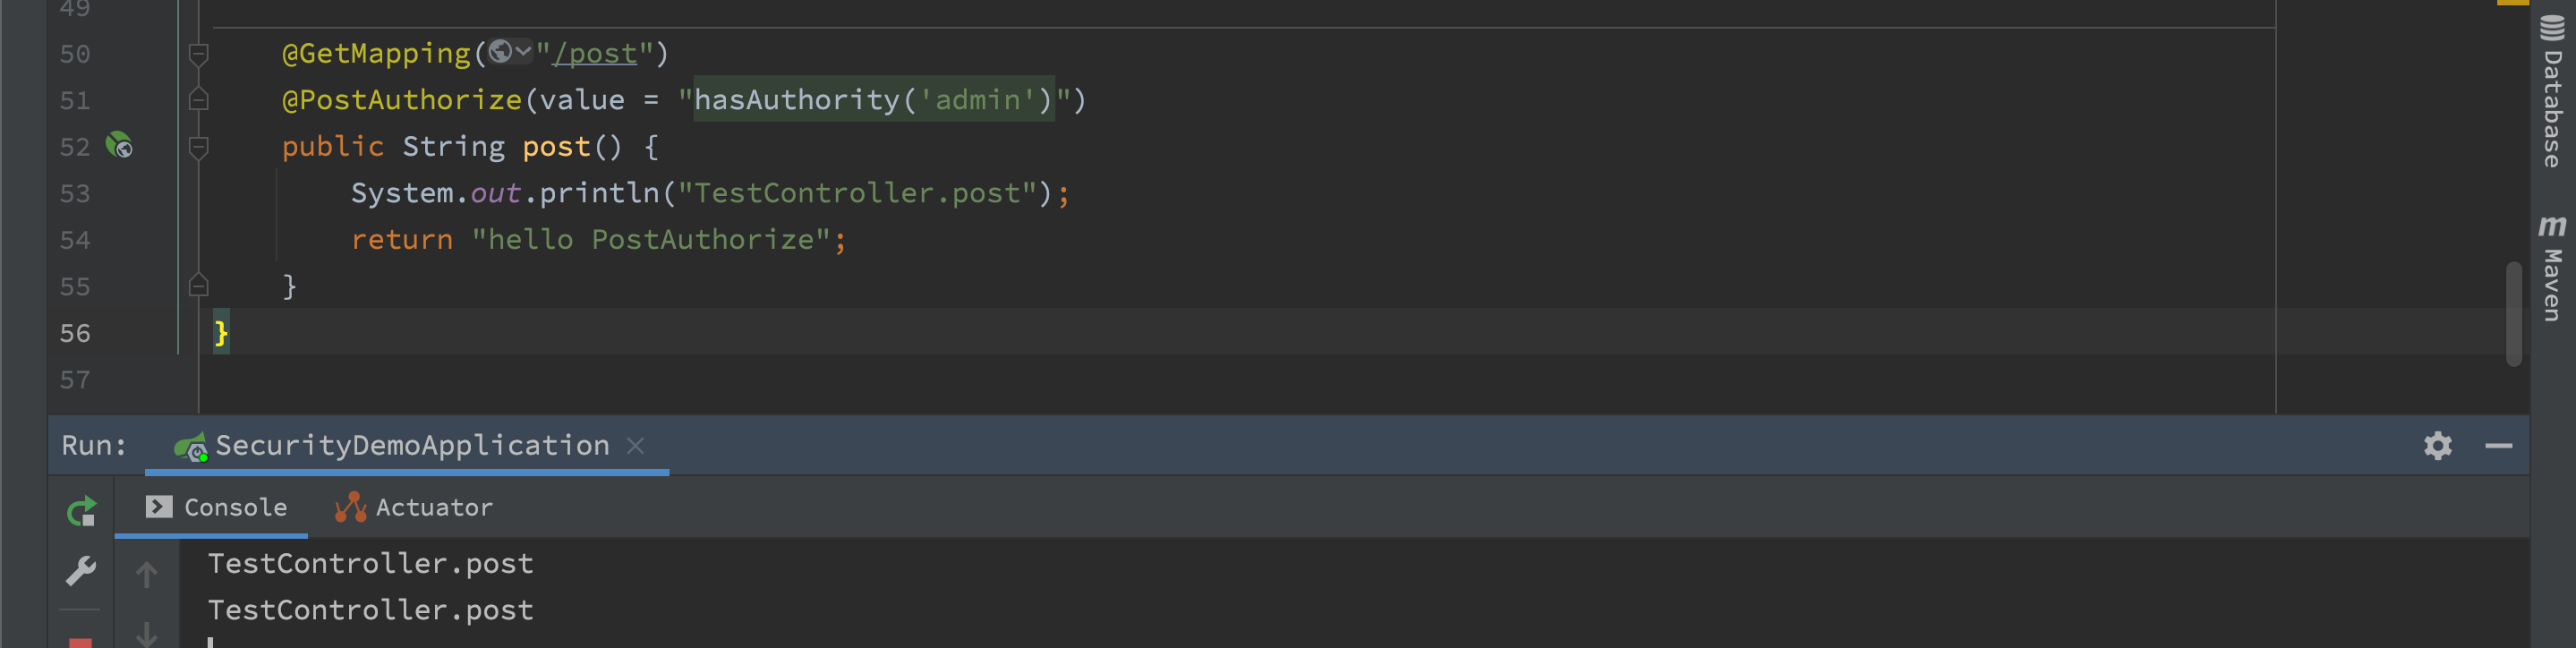 49
50 @GetMapping("/post")
51 @PostAuthorize(value = "hasAuthority('admin')")
52 public String post() {
53 System.out.println("TestController.post");
54 return "hello PostAuthorize";
55 }
56 }
57
Run: SecurityDemoApplication
Console Actuator
TestController.post
TestController.post
Database
m Maven